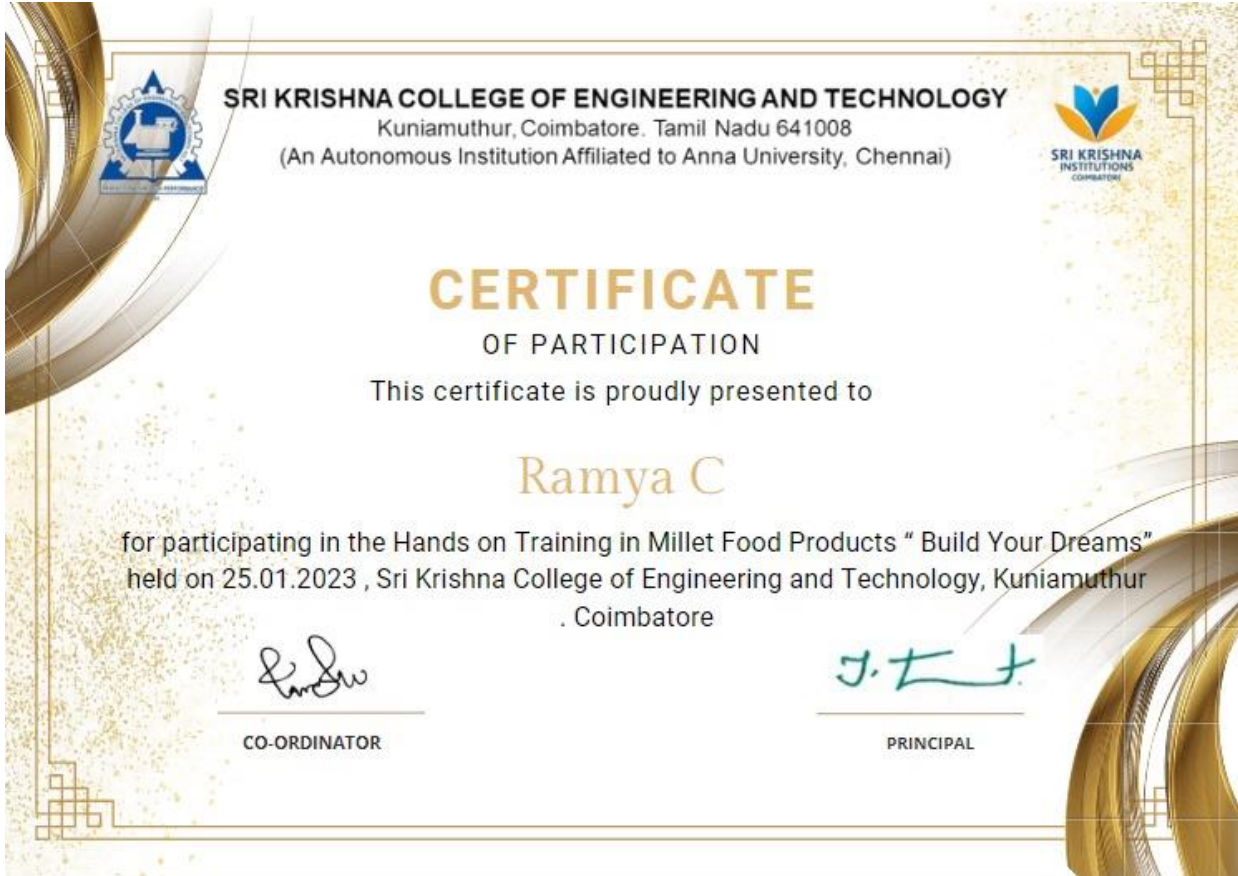 SRI KRISHNA COLLEGE OF ENGINEERING AND TECHNOLOGY
Kuniamuthur, Coimbatore. Tamil Nadu 641008
(An Autonomous Institution Affiliated to Anna University, Chennai)
SRI KRISHNA
INSTITUTIONS
COIMBATORE
CERTIFICATE
OF PARTICIPATION
This certificate is proudly presented to
Ramya C
for participating in the Hands on Training in Millet Food Products “ Build Your Dreams”
held on 25.01.2023 , Sri Krishna College of Engineering and Technology, Kuniamuthur
. Coimbatore
CO-ORDINATOR
PRINCIPAL